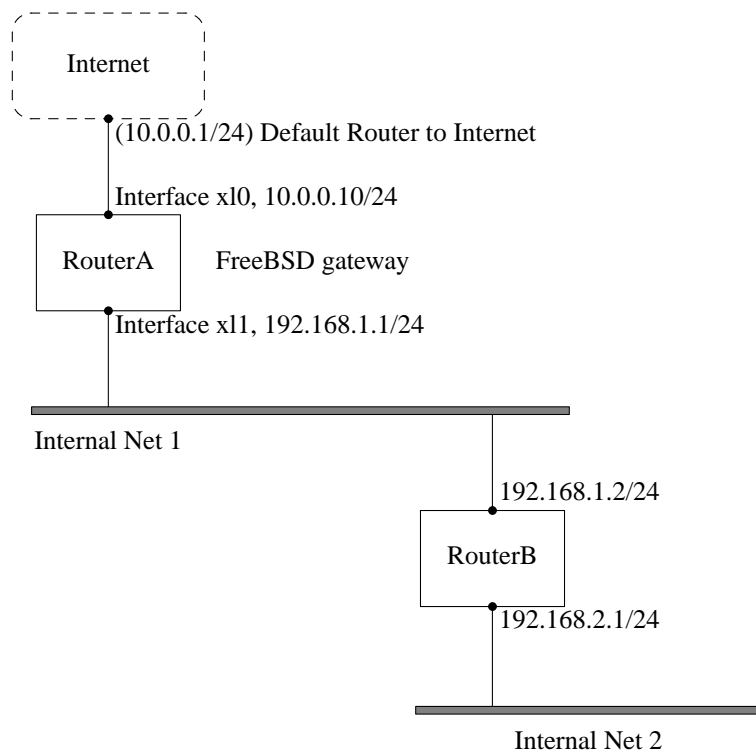 Internet
(10.0.0.1/24) Default Router to Internet
Interface xl0, 10.0.0.10/24
RouterA
FreeBSD gateway
Interface xl1, 192.168.1.1/24
Internal Net 1
192.168.1.2/24
RouterB
192.168.2.1/24
Internal Net 2